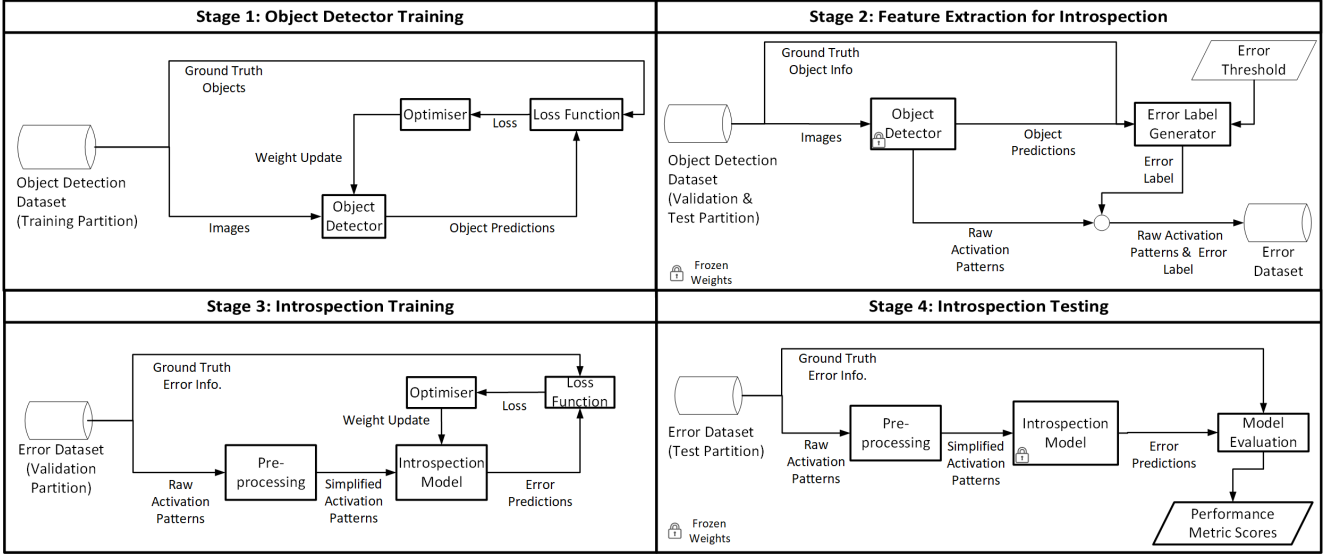 Stage 1: Object Detector Training
Ground Truth
Objects
Optimiser
Loss
Loss Function
Weight Update
Object Detection
Dataset
(Training Partition)
Object
Detector
Images
Object Predictions
Stage 2: Feature Extraction for Introspection
Ground Truth
Object Info
Error
Threshold
Object
Detector
Images
Object
Predictions
Error Label
Generator
Object Detection
Dataset
(Validation &
Test Partition)
Error
Label
Raw
Activation
Patterns
Raw Activation
Patterns & Error
Label
Error
Dataset
Frozen
Weights
Stage 3: Introspection Training
Ground Truth
Error Info.
Optimiser
Loss
Loss
Function
Weight Update
Error Dataset
(Validation
Partition)
Raw
Activation
Patterns
Pre-
processing
Simplified
Activation
Patterns
Introspection
Model
Error
Predictions
Stage 4: Introspection Testing
Ground Truth
Error Info.
Error Dataset
(Test Partition)
Raw
Activation
Patterns
Pre-
processing
Simplified
Activation
Patterns
Introspection
Model
Error
Predictions
Model
Evaluation
Performance
Metric Scores
Frozen
Weights